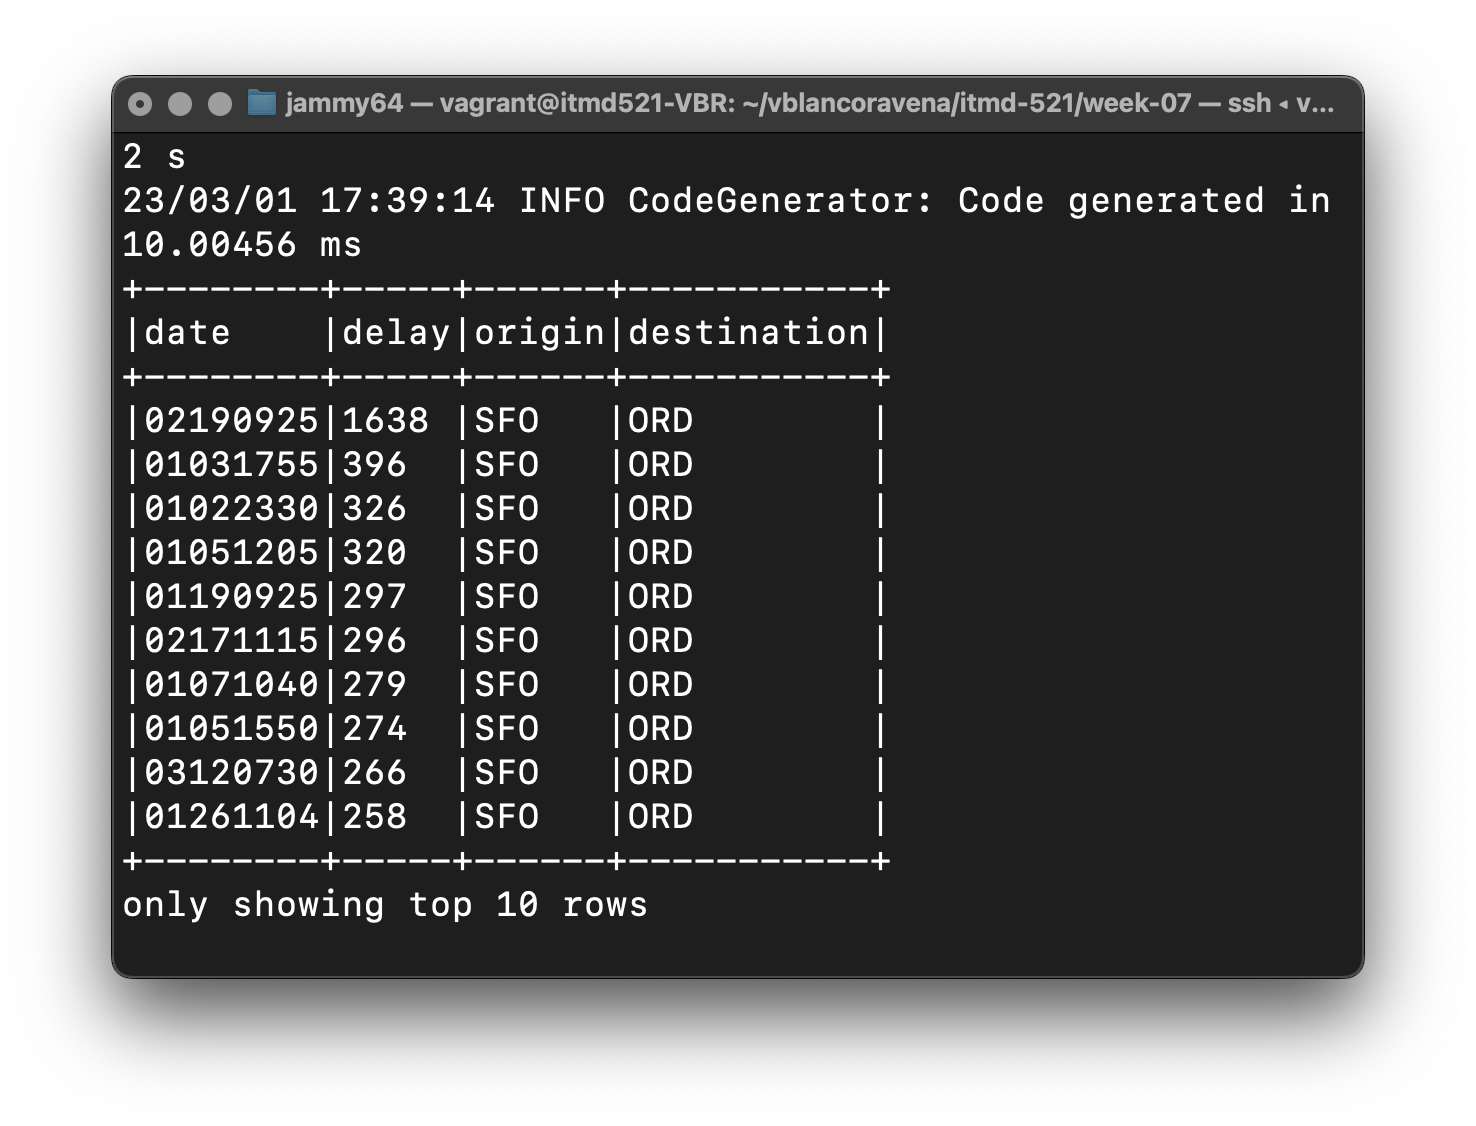 jammy64 — vagrant@itmd521-VBR: ~/vblancoravena/itmd-521/week-07 — ssh ◂ v...
2 s
23/03/01 17:39:14 INFO CodeGenerator: Code generated in
10.00456 ms
+--------+-----+------+-----------+
|date    |delay|origin|destination|
+--------+-----+------+-----------+
|02190925|1638 |SFO   |ORD        |
|01031755|396  |SFO   |ORD        |
|01022330|326  |SFO   |ORD        |
|01051205|320  |SFO   |ORD        |
|01190925|297  |SFO   |ORD        |
|02171115|296  |SFO   |ORD        |
|01071040|279  |SFO   |ORD        |
|01051550|274  |SFO   |ORD        |
|03120730|266  |SFO   |ORD        |
|01261104|258  |SFO   |ORD        |
+--------+-----+------+-----------+
only showing top 10 rows